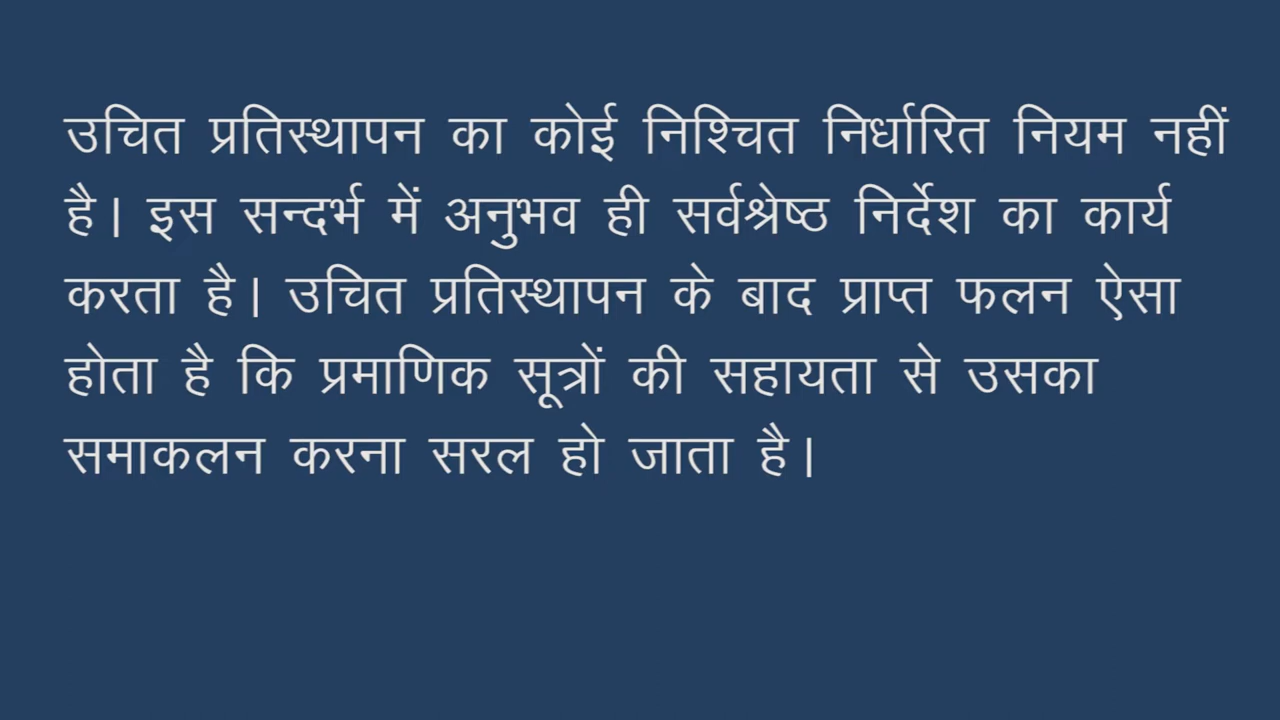 उचित प्रतिस्थापन का कोई निश्चित निर्धारित नियम नहीं
है। इस सन्दर्भ में अनुभव ही सर्वश्रेष्ठ निर्देश का कार्य
करता है। उचित प्रतिस्थापन के बाद प्राप्त फलन ऐसा
होता है कि प्रमाणिक सूत्रों की सहायता से उसका
समाकलन करना सरल हो जाता है।